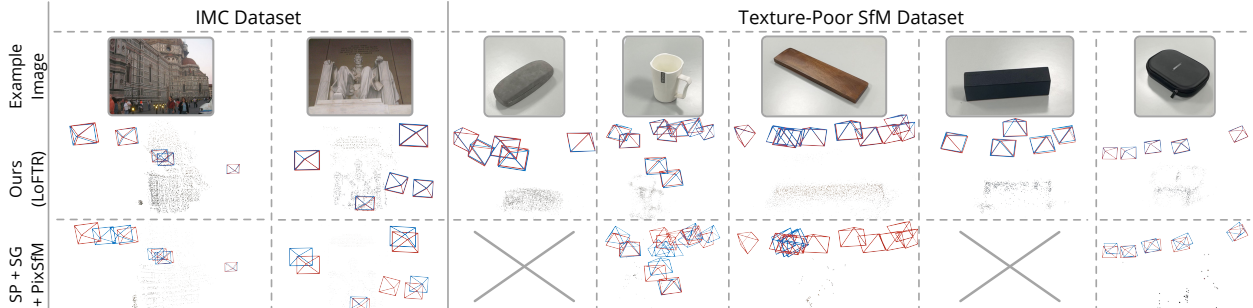 IMC Dataset
Texture-Poor SfM Dataset
Example
Image
Ours
(LoFTR)
SP + SG
+ PixSfM